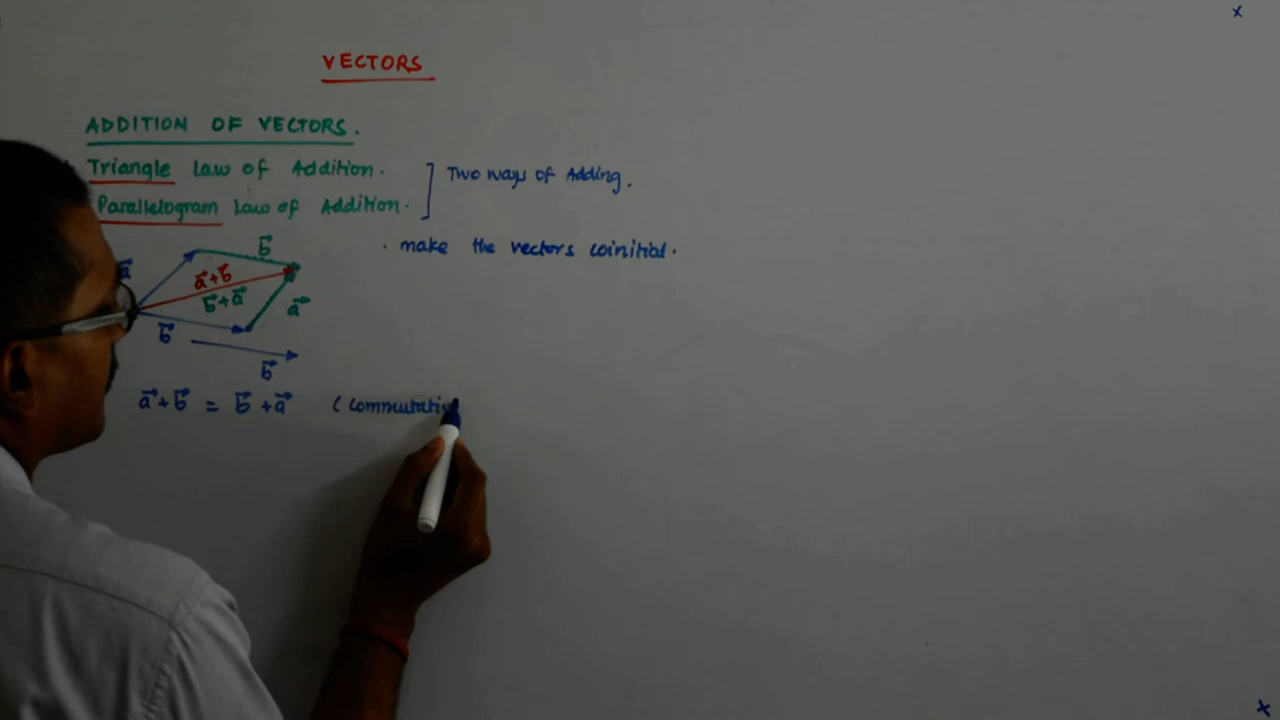 x
VECTORS
ADDITION OF VECTORS.
Triangle Law of Addition.
Parallelogram Law of Addition.
] Two ways of Adding.
. make the vectors coinitial.
b⃗
a⃗
a⃗+b⃗
b⃗+a⃗
a⃗
b⃗
b⃗
a⃗+b⃗ = b⃗+a⃗ (commutativ
x